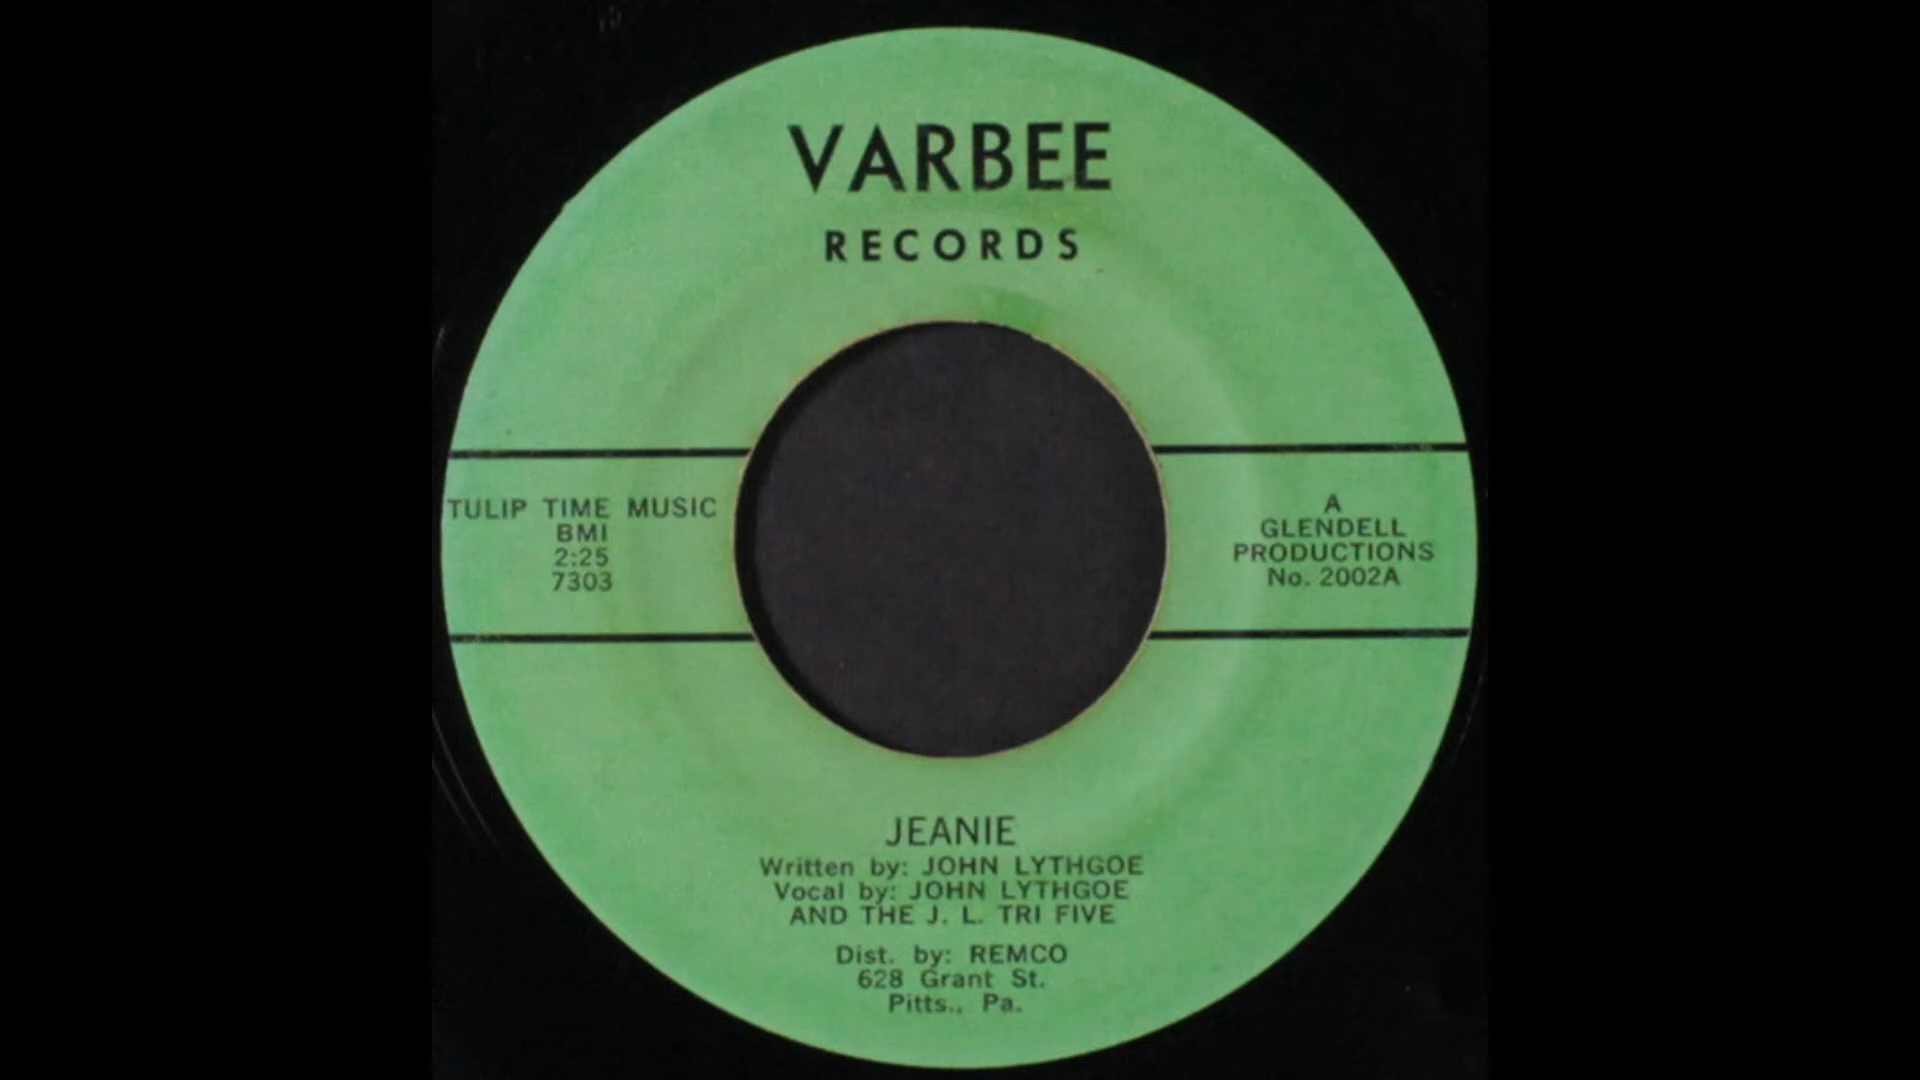 VARBEE
RECORDS
TULIP TIME MUSIC
BMI
2:25
7303
A
GLENDELL
PRODUCTIONS
No. 2002A
JEANIE
Written by: JOHN LYTHGOE
Vocal by: JOHN LYTHGOE
AND THE J. L. TRI FIVE
Dist. by: REMCO
628 Grant St.
Pitts., Pa.